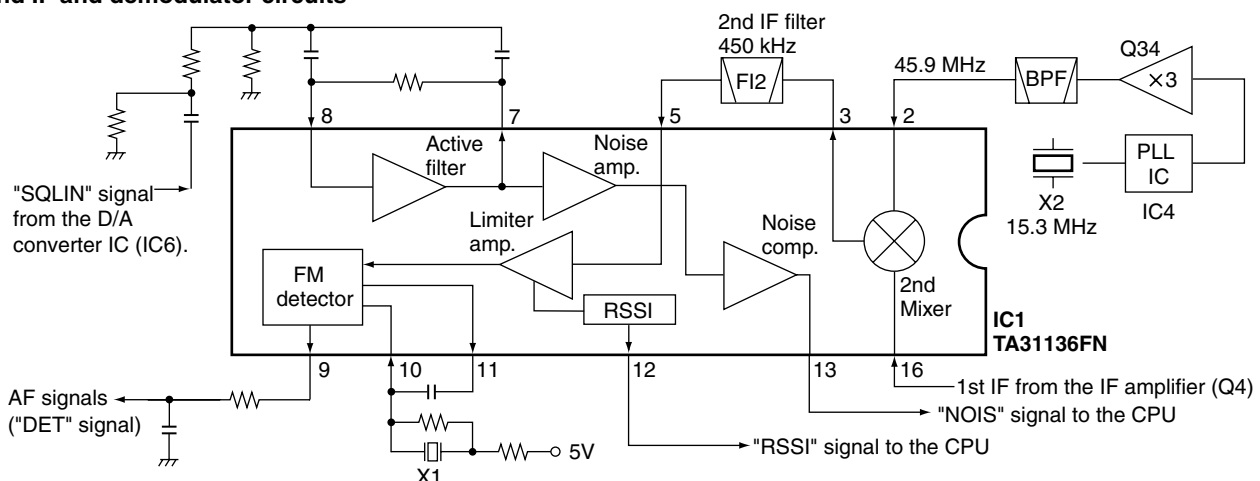 nd IF and demodulator circuits
2nd IF filter
450 kHz
FI2
45.9 MHz
BPF
Q34
×3
8
7
5
3
2
Active
filter
Noise
amp.
PLL
IC
IC4
X2
15.3 MHz
"SQLIN" signal
from the D/A
converter IC (IC6).
Limiter
amp.
Noise
comp.
FM
detector
RSSI
2nd
Mixer
IC1
TA31136FN
9
10
11
12
13
16
1st IF from the IF amplifier (Q4)
AF signals
("DET" signal)
"NOIS" signal to the CPU
"RSSI" signal to the CPU
5V
X1